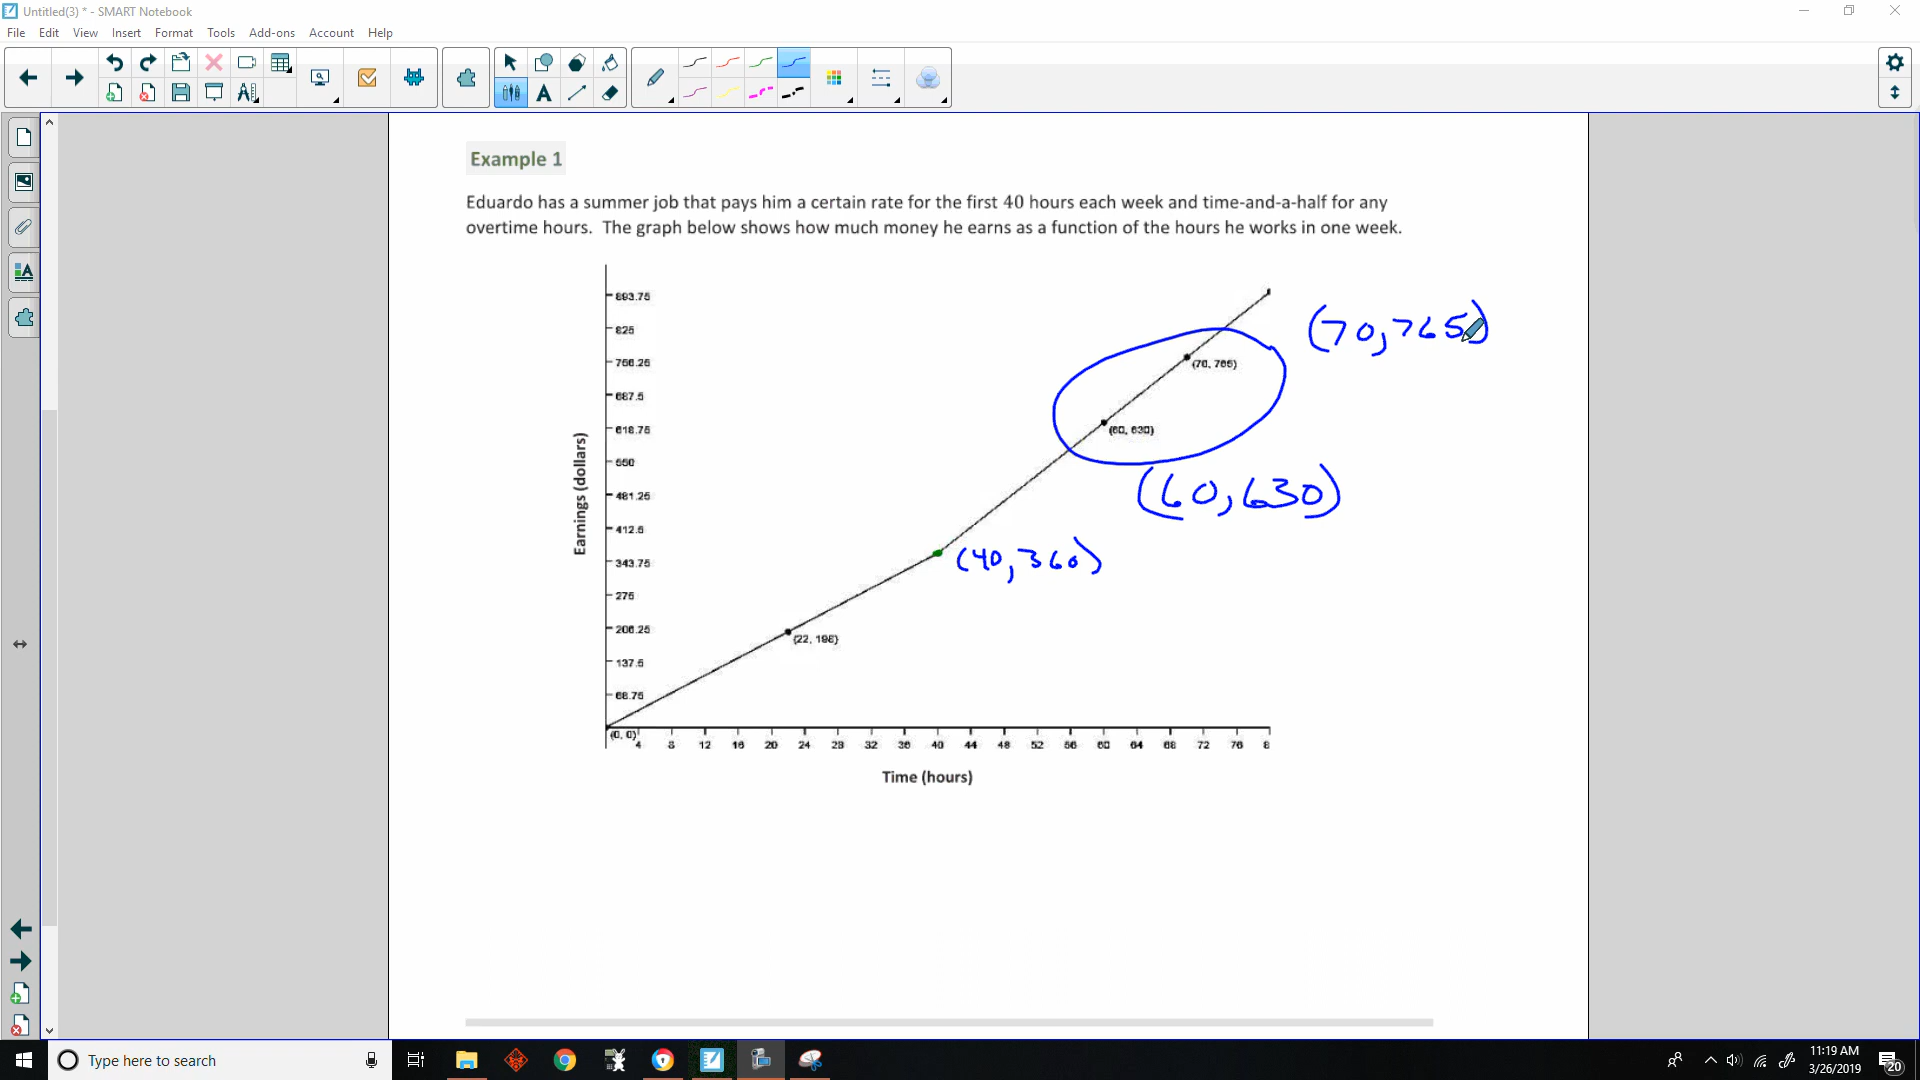 Untitled(3) * - SMART Notebook
File Edit View Insert Format Tools Add-ons Account Help
Example 1
Eduardo has a summer job that pays him a certain rate for the first 40 hours each week and time-and-a-half for any
overtime hours. The graph below shows how much money he earns as a function of the hours he works in one week.
893.75
(70,765)
825
756.25
(70, 765)
687.5
618.75
(60, 630)
Earnings (dollars)
550
481.25
(60,630)
412.5
343.75
(40,360)
275
206.25
(22, 198)
137.5
68.75
(0, 0)
4 8 12 16 20 24 28 32 36 40 44 48 52 56 60 64 68 72 76 8
Time (hours)
Type here to search
11:19 AM
3/26/2019
20